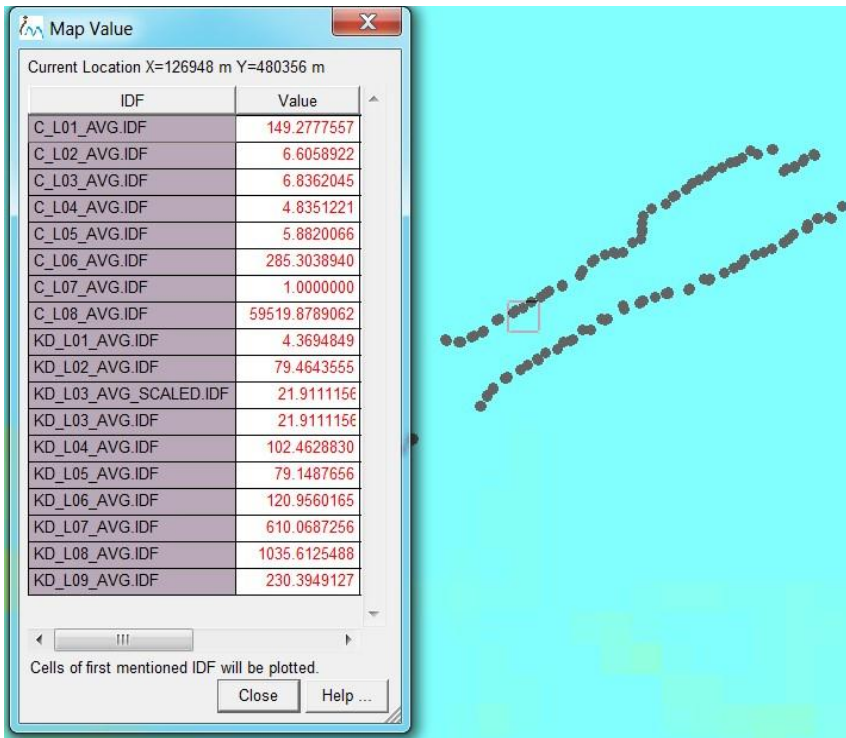 Map Value
Current Location X=126948 m Y=480356 m
IDF Value
C_L01_AVG.IDF 149.2777557
C_L02_AVG.IDF 6.6058922
C_L03_AVG.IDF 6.8362045
C_L04_AVG.IDF 4.8351221
C_L05_AVG.IDF 5.8820066
C_L06_AVG.IDF 285.3038940
C_L07_AVG.IDF 1.0000000
C_L08_AVG.IDF 59519.8789062
KD_L01_AVG.IDF 4.3694849
KD_L02_AVG.IDF 79.4643555
KD_L03_AVG_SCALED.IDF 21.9111156
KD_L03_AVG.IDF 21.9111156
KD_L04_AVG.IDF 102.4628830
KD_L05_AVG.IDF 79.1487656
KD_L06_AVG.IDF 120.9560165
KD_L07_AVG.IDF 610.0687256
KD_L08_AVG.IDF 1035.6125488
KD_L09_AVG.IDF 230.3949127
Cells of first mentioned IDF will be plotted.
Close Help ...